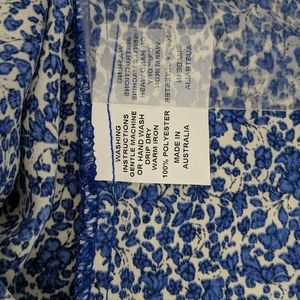 WASHING
INSTRUCTIONS
GENTLE MACHINE
OR HAND WASH
DRIP DRY
WARM IRON
100% POLYESTER
MADE IN
AUSTRALIA